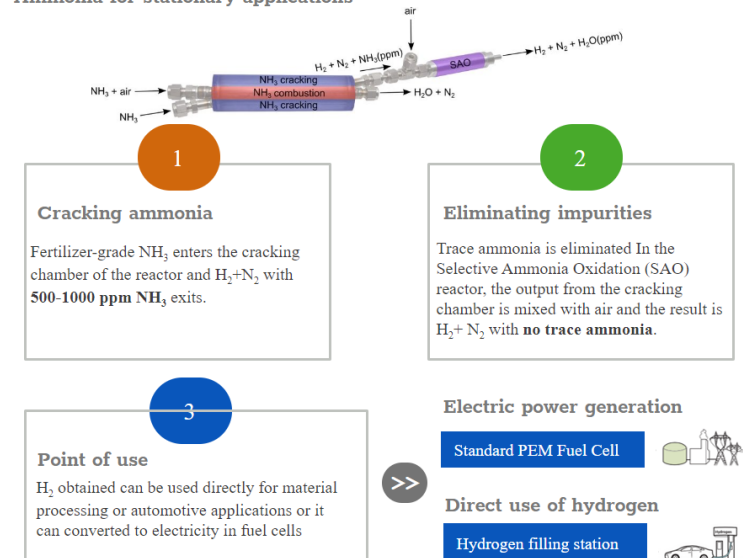 Ammonia for stationary applications
air
H₂ + N₂ + NH₃(ppm)
SAO
H₂ + N₂ + H₂O(ppm)
NH₃ + air
NH₃ cracking
NH₃ combustion
NH₃ cracking
H₂O + N₂
NH₃
1
Cracking ammonia
Fertilizer-grade NH₃ enters the cracking
chamber of the reactor and H₂+N₂ with
500-1000 ppm NH₃ exits.
2
Eliminating impurities
Trace ammonia is eliminated In the
Selective Ammonia Oxidation (SAO)
reactor, the output from the cracking
chamber is mixed with air and the result is
H₂+ N₂ with no trace ammonia.
3
Point of use
H₂ obtained can be used directly for material
processing or automotive applications or it
can converted to electricity in fuel cells
>>
Electric power generation
Standard PEM Fuel Cell
Direct use of hydrogen
Hydrogen filling station